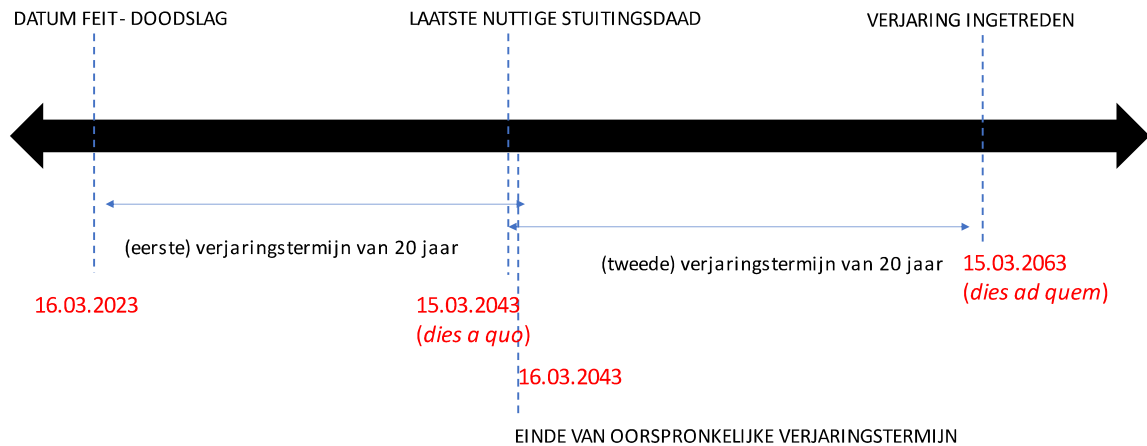 DATUM FEIT - DOODSLAG
LAATSTE NUTTIGE STUITINGSDAAD
VERJARING INGETREDEN
(eerste) verjaringstermijn van 20 jaar
(tweede) verjaringstermijn van 20 jaar
16.03.2023
15.03.2043
(dies a quo)
15.03.2063
(dies ad quem)
16.03.2043
EINDE VAN OORSPRONKELIJKE VERJARINGSTERMIJN